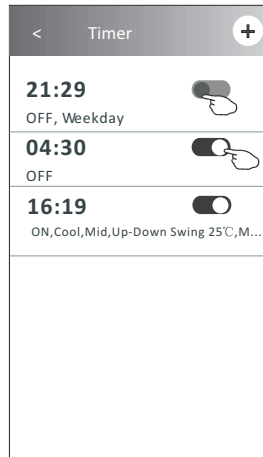 < Timer +
21:29
OFF, Weekday
04:30
OFF
16:19
ON,Cool,Mid,Up-Down Swing 25℃,M...